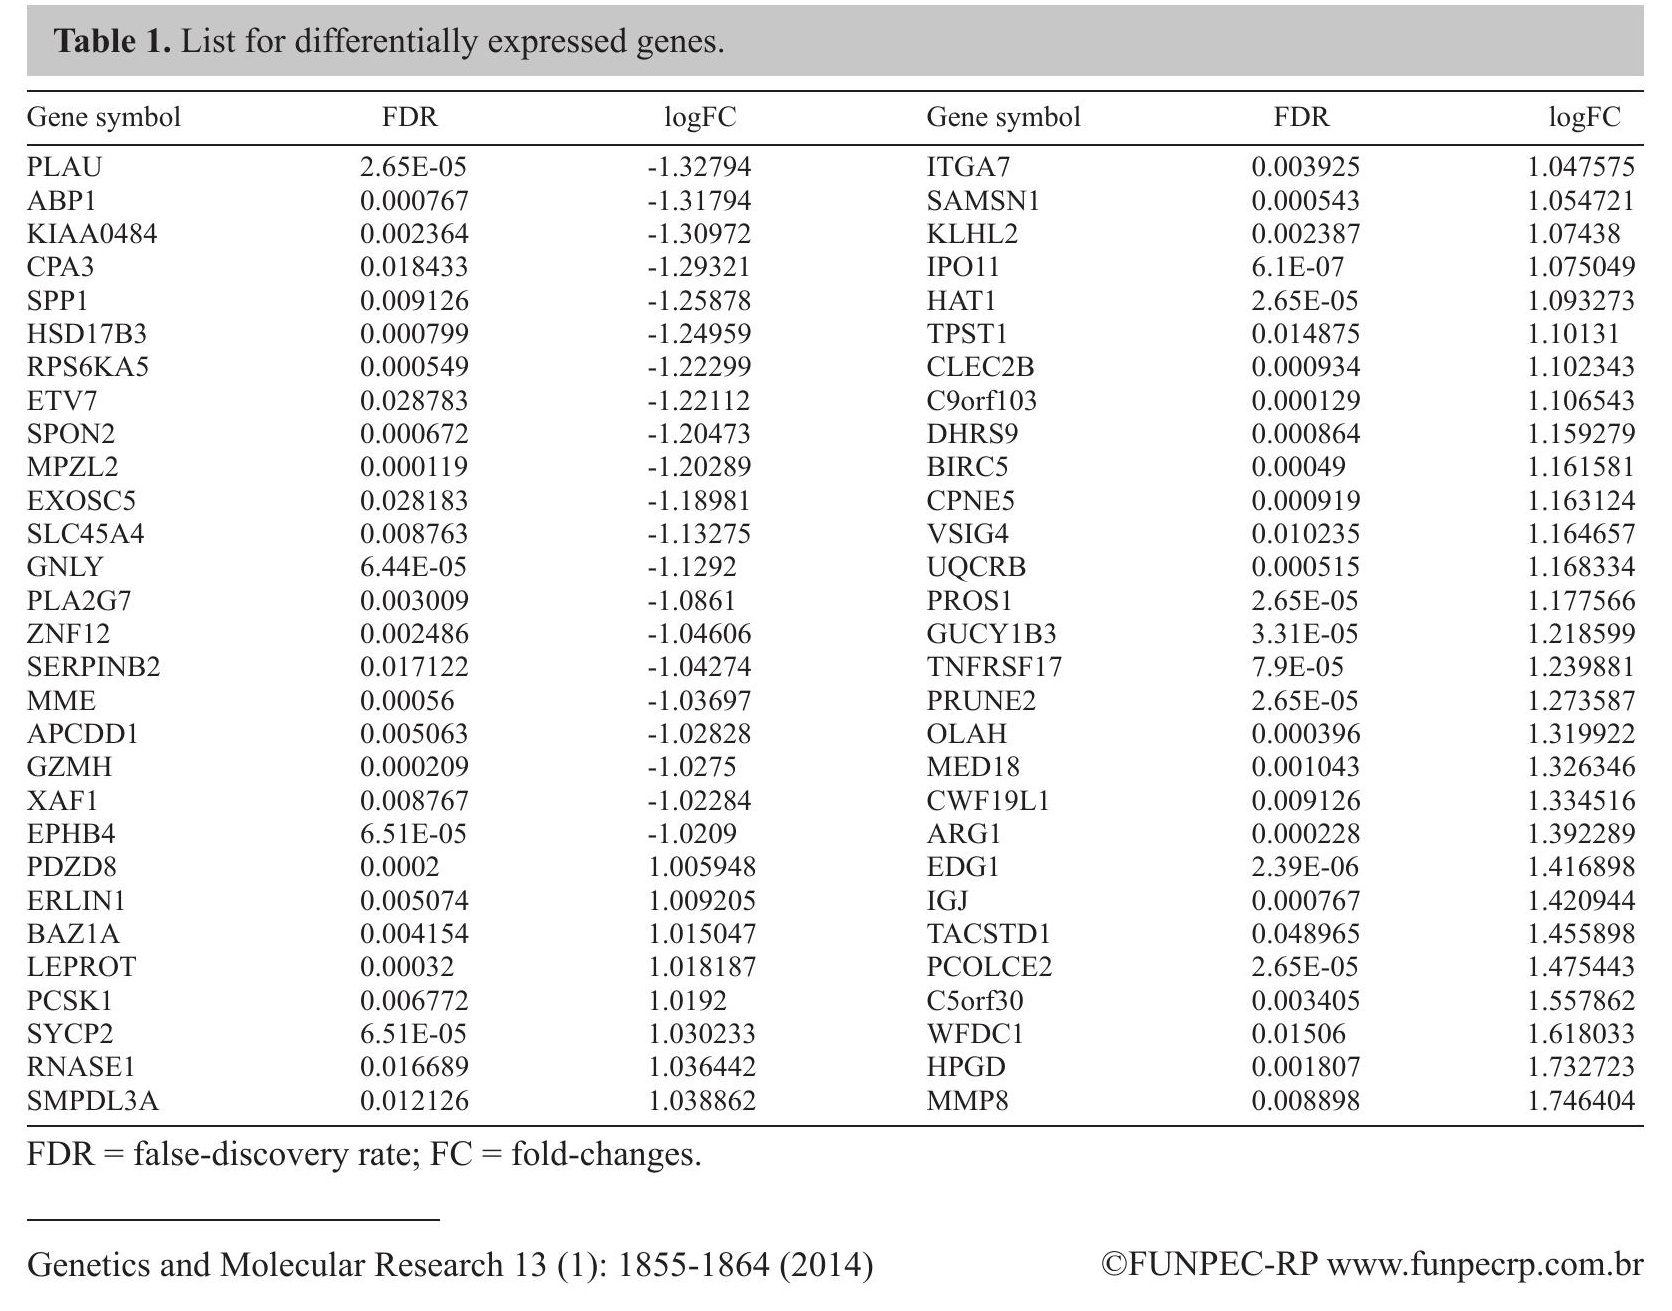 Table 1. List for differentially expressed genes.
Gene symbol FDR logFC Gene symbol FDR logFC
PLAU 2.65E-05 -1.32794 ITGA7 0.003925 1.047575
ABP1 0.000767 -1.31794 SAMSN1 0.000543 1.054721
KIAA0484 0.002364 -1.30972 KLHL2 0.002387 1.07438
CPA3 0.018433 -1.29321 IPO11 6.1E-07 1.075049
SPP1 0.009126 -1.25878 HAT1 2.65E-05 1.093273
HSD17B3 0.000799 -1.24959 TPST1 0.014875 1.10131
RPS6KA5 0.000549 -1.22299 CLEC2B 0.000934 1.102343
ETV7 0.028783 -1.22112 C9orf103 0.000129 1.106543
SPON2 0.000672 -1.20473 DHRS9 0.000864 1.159279
MPZL2 0.000119 -1.20289 BIRC5 0.00049 1.161581
EXOSC5 0.028183 -1.18981 CPNE5 0.000919 1.163124
SLC45A4 0.008763 -1.13275 VSIG4 0.010235 1.164657
GNLY 6.44E-05 -1.1292 UQCRB 0.000515 1.168334
PLA2G7 0.003009 -1.0861 PROS1 2.65E-05 1.177566
ZNF12 0.002486 -1.04606 GUCY1B3 3.31E-05 1.218599
SERPINB2 0.017122 -1.04274 TNFRSF17 7.9E-05 1.239881
MME 0.00056 -1.03697 PRUNE2 2.65E-05 1.273587
APCDD1 0.005063 -1.02828 OLAH 0.000396 1.319922
GZMH 0.000209 -1.0275 MED18 0.001043 1.326346
XAF1 0.008767 -1.02284 CWF19L1 0.009126 1.334516
EPHB4 6.51E-05 -1.0209 ARG1 0.000228 1.392289
PDZD8 0.0002 1.005948 EDG1 2.39E-06 1.416898
ERLIN1 0.005074 1.009205 IGJ 0.000767 1.420944
BAZ1A 0.004154 1.015047 TACSTD1 0.048965 1.455898
LEPROT 0.00032 1.018187 PCOLCE2 2.65E-05 1.475443
PCSK1 0.006772 1.0192 C5orf30 0.003405 1.557862
SYCP2 6.51E-05 1.030233 WFDC1 0.01506 1.618033
RNASE1 0.016689 1.036442 HPGD 0.001807 1.732723
SMPDL3A 0.012126 1.038862 MMP8 0.008898 1.746404
FDR = false-discovery rate; FC = fold-changes.
Genetics and Molecular Research 13 (1): 1855-1864 (2014) ©FUNPEC-RP www.funpecrp.com.br